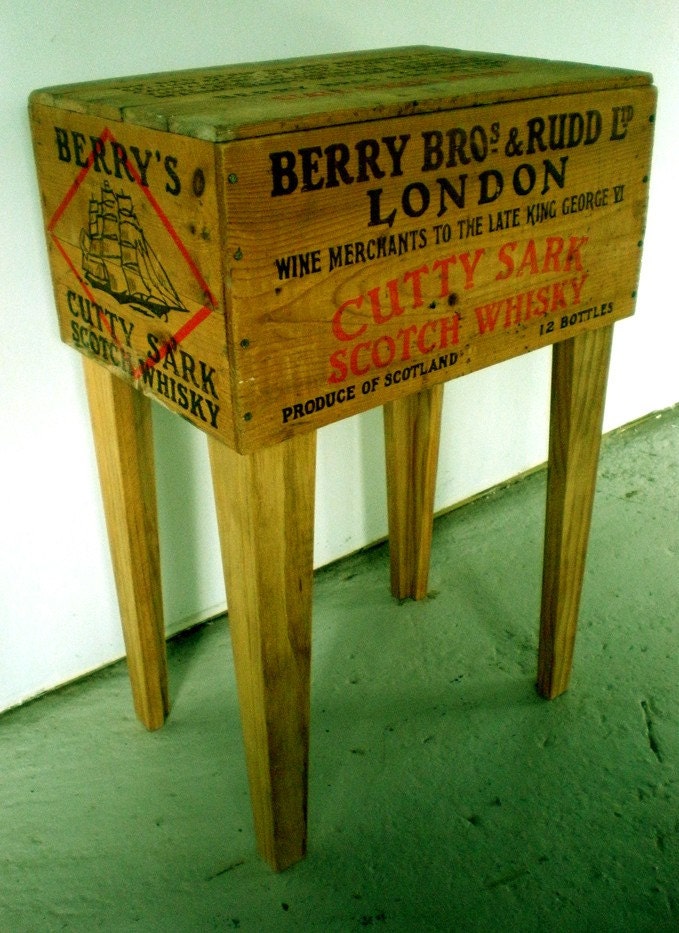 BERRY'S
CUTTY SARK
SCOTCH WHISKY
BERRY BROS & RUDD LTD
LONDON
WINE MERCHANTS TO THE LATE KING GEORGE VI
CUTTY SARK
SCOTCH WHISKY
12 BOTTLES
PRODUCE OF SCOTLAND